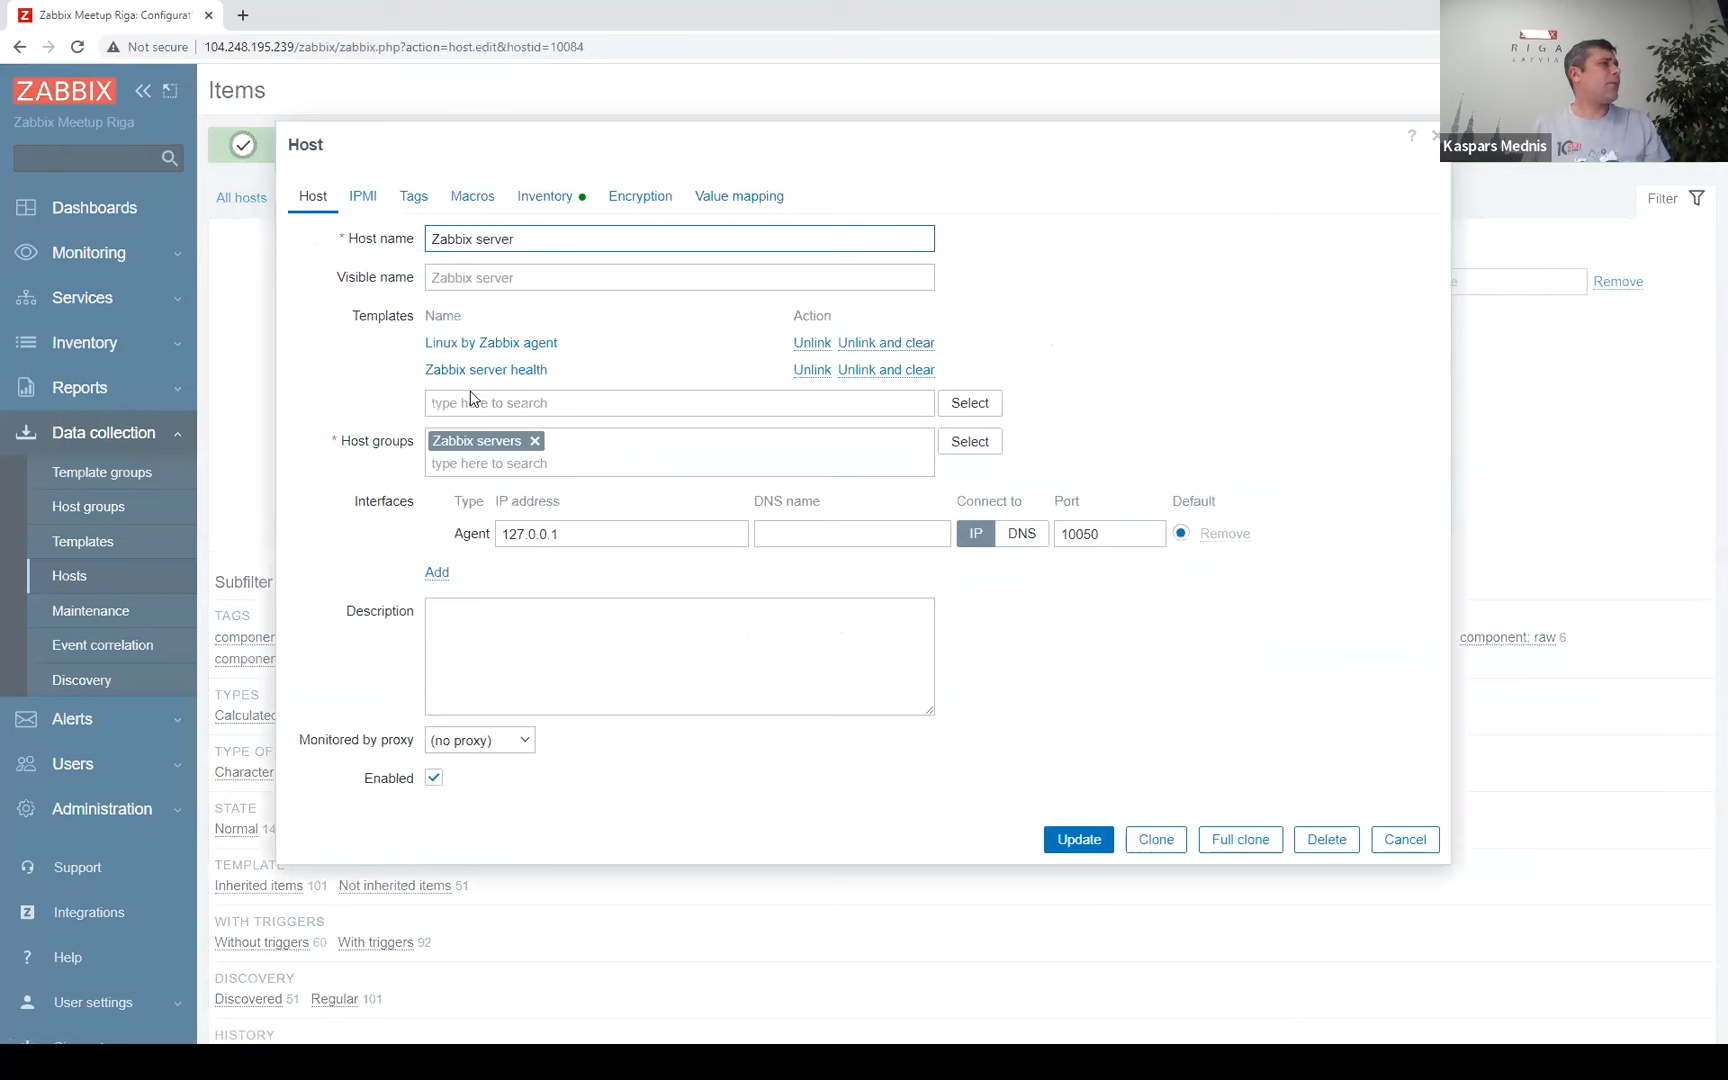 Zabbix Meetup Riga: Configurat
Not secure 104.248.195.239/zabbix/zabbix.php?action=host.edit&hostid=10084
RIGA
LATVIA
Kaspars Mednis
ZABBIX
Zabbix Meetup Riga
Dashboards
Monitoring
Services
Inventory
Reports
Data collection
Template groups
Host groups
Templates
Hosts
Maintenance
Event correlation
Discovery
Alerts
Users
Administration
Support
Integrations
Help
User settings
Items
All hosts
Filter
Remove
Host
Host IPMI Tags Macros Inventory Encryption Value mapping
* Host name Zabbix server
Visible name Zabbix server
Templates Name Action
Linux by Zabbix agent Unlink Unlink and clear
Zabbix server health Unlink Unlink and clear
type here to search Select
* Host groups Zabbix servers Select
type here to search
Interfaces Type IP address DNS name Connect to Port Default
Agent 127.0.0.1 IP DNS 10050 Remove
Add
Description
Monitored by proxy (no proxy)
Enabled
Update Clone Full clone Delete Cancel
Subfilter
TAGS
componen component: raw 6
componen
TYPES
Calculated
TYPE OF
Character
STATE
Normal 14
TEMPLATE
Inherited items 101 Not inherited items 51
WITH TRIGGERS
Without triggers 60 With triggers 92
DISCOVERY
Discovered 51 Regular 101
HISTORY